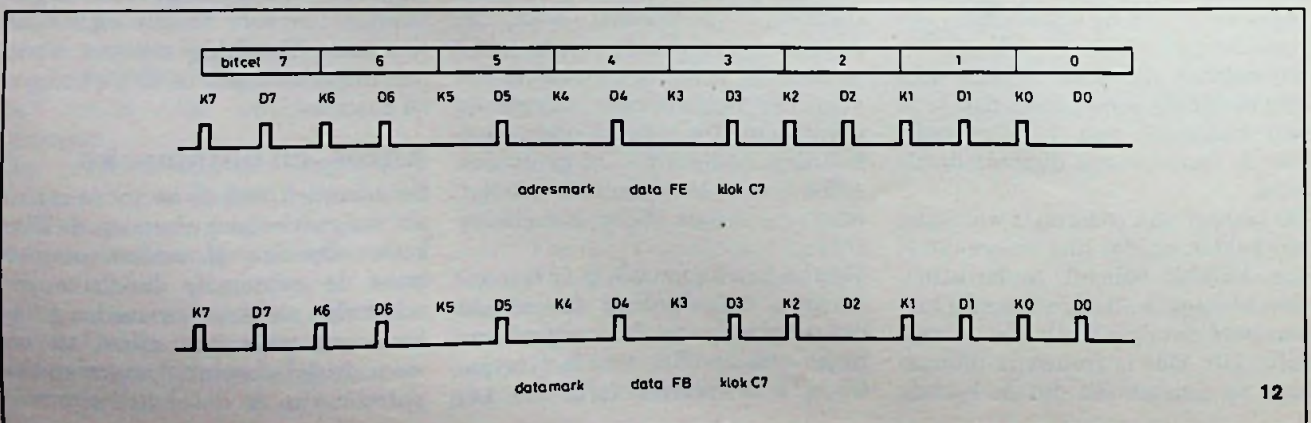 bitcel 7 6 5 4 3 2 1 0
K7 D7 K6 D6 K5 D5 K4 D4 K3 D3 K2 D2 K1 D1 K0 D0
adresmark data FE klok C7
K7 D7 K6 D6 K5 D5 K4 D4 K3 D3 K2 D2 K1 D1 K0 D0
datamark data FB klok C7
12